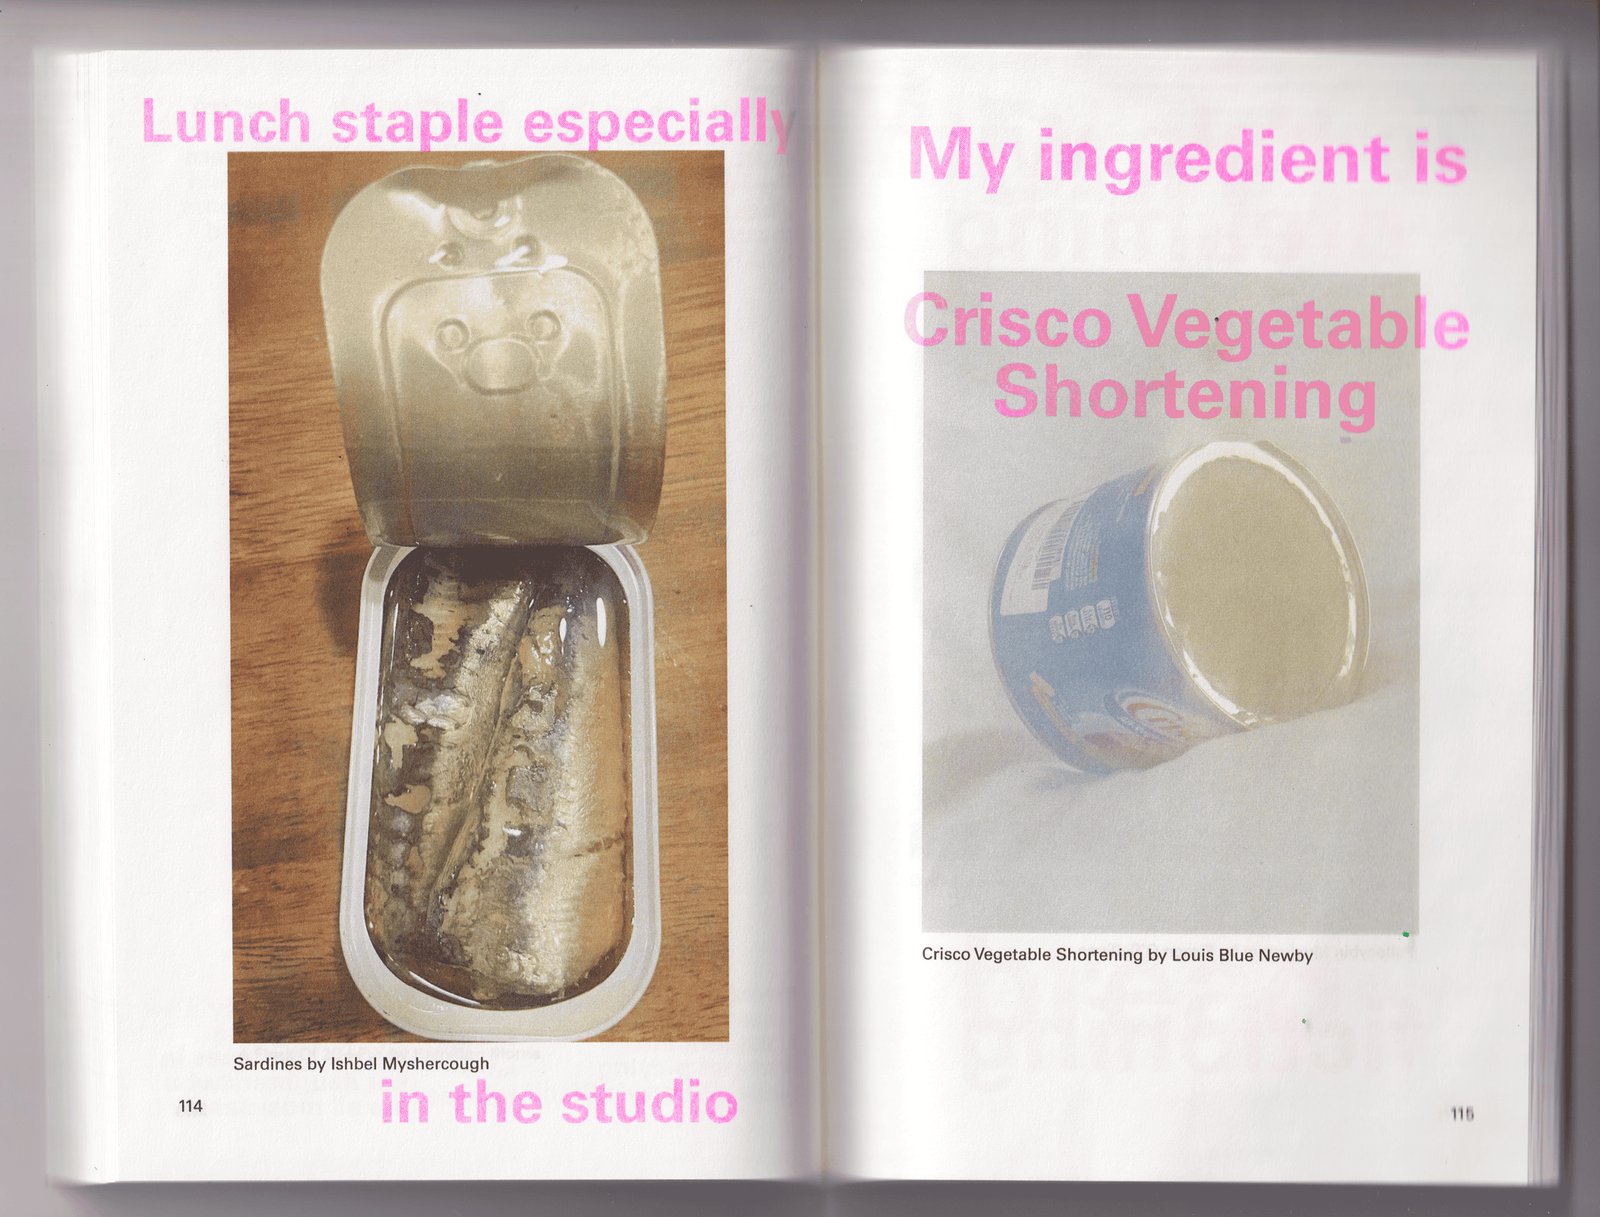 Lunch staple especially
Sardines by Ishbel Myshercough
in the studio
114
My ingredient is
Crisco Vegetable
Shortening
Crisco Vegetable Shortening by Louis Blue Newby
115